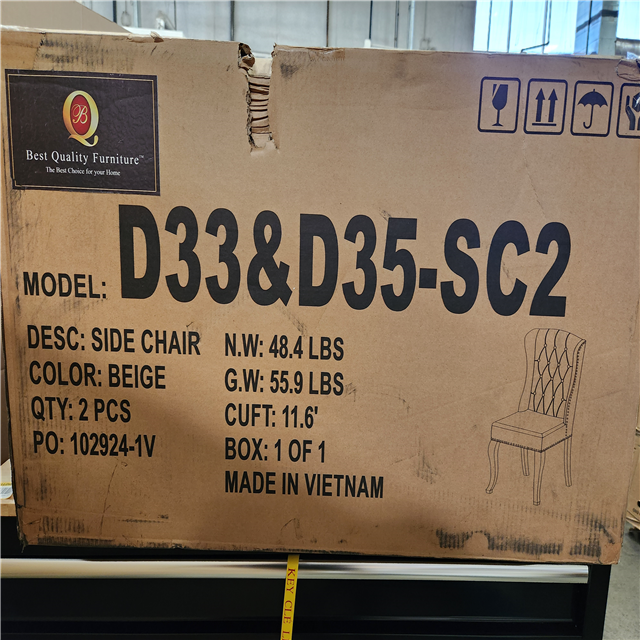 B
Best Quality Furniture™
The Best Choice for your Home
MODEL: D33&D35-SC2
DESC: SIDE CHAIR
COLOR: BEIGE
QTY: 2 PCS
PO: 102924-1V
N.W: 48.4 LBS
G.W: 55.9 LBS
CUFT: 11.6'
BOX: 1 OF 1
MADE IN VIETNAM
KEY CLE